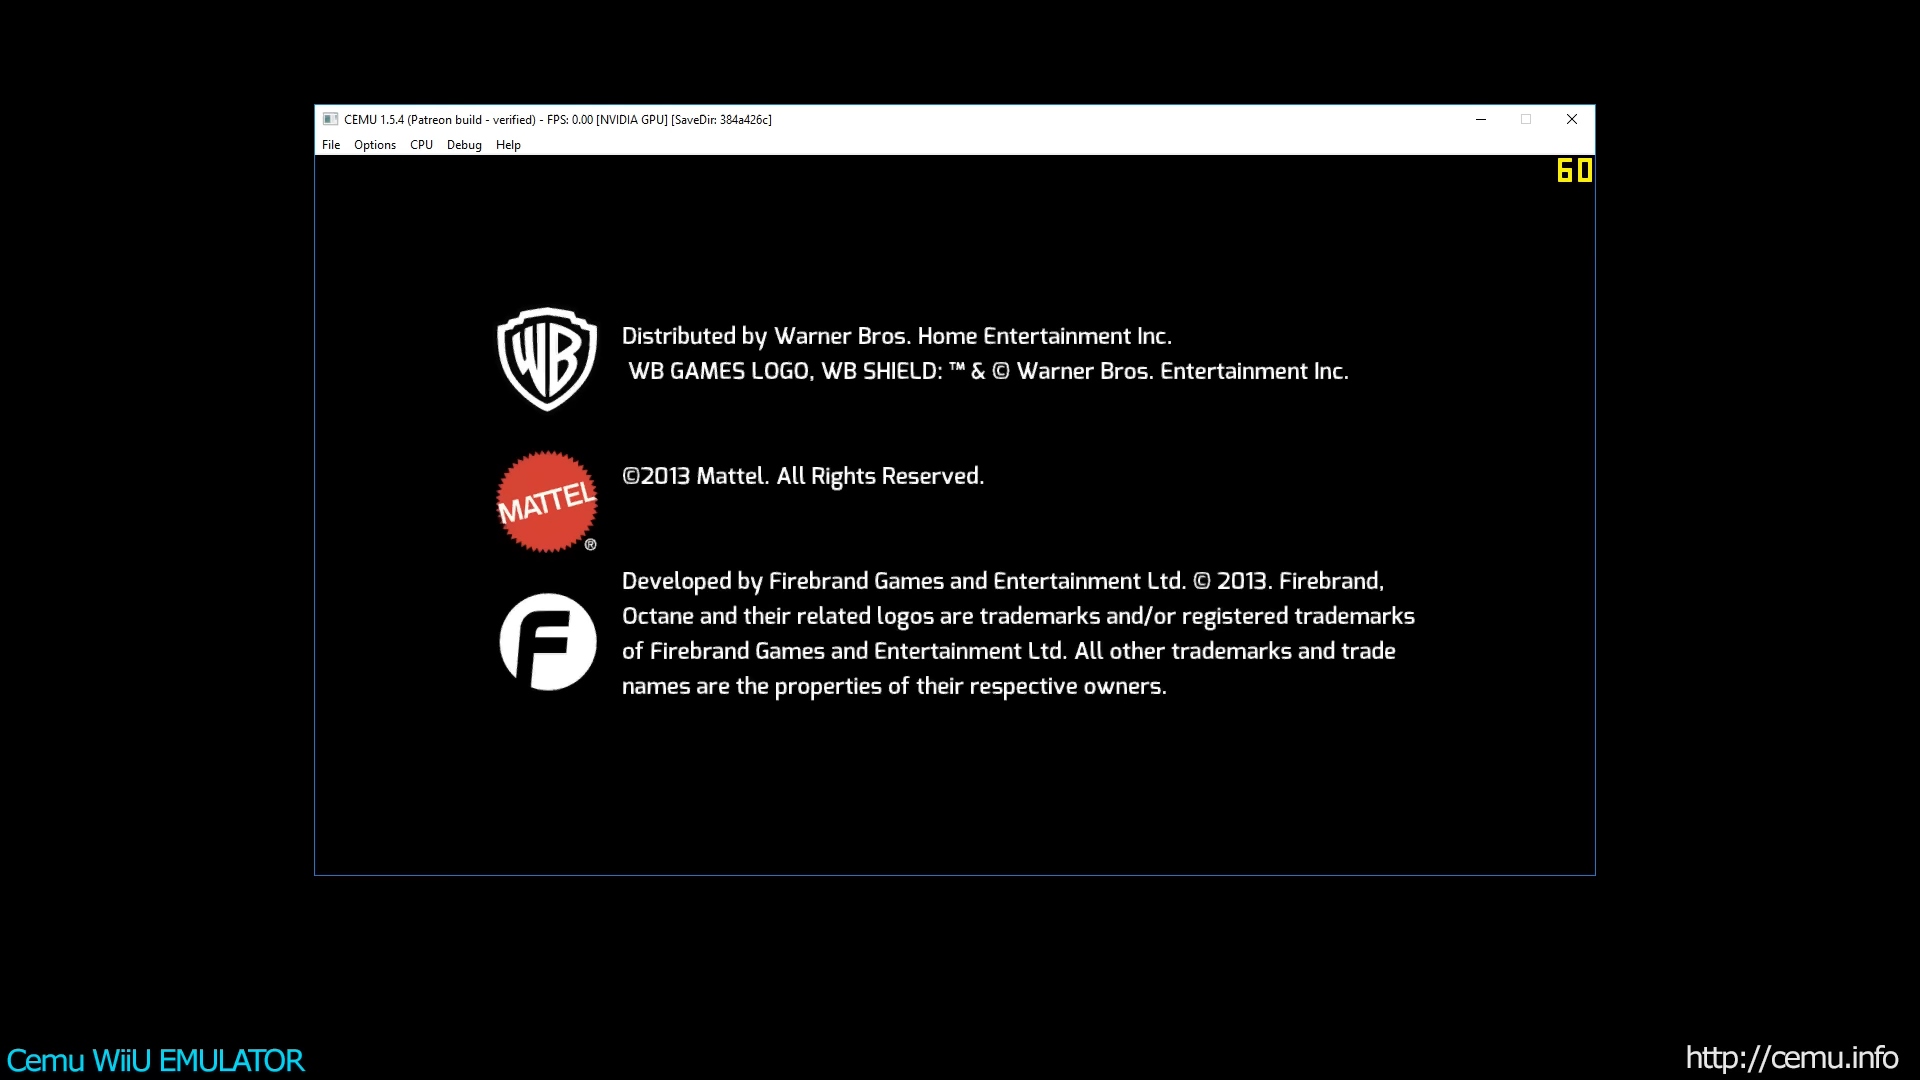 CEMU 1.5.4 (Patreon build - verified) - FPS: 0.00 [NVIDIA GPU] [SaveDir: 384a426c]
File Options CPU Debug Help
60
WB
Distributed by Warner Bros. Home Entertainment Inc.
WB GAMES LOGO, WB SHIELD: ™ & © Warner Bros. Entertainment Inc.
MATTEL
®
©2013 Mattel. All Rights Reserved.
F
Developed by Firebrand Games and Entertainment Ltd. © 2013. Firebrand,
Octane and their related logos are trademarks and/or registered trademarks
of Firebrand Games and Entertainment Ltd. All other trademarks and trade
names are the properties of their respective owners.
Cemu WiiU EMULATOR
http://cemu.info